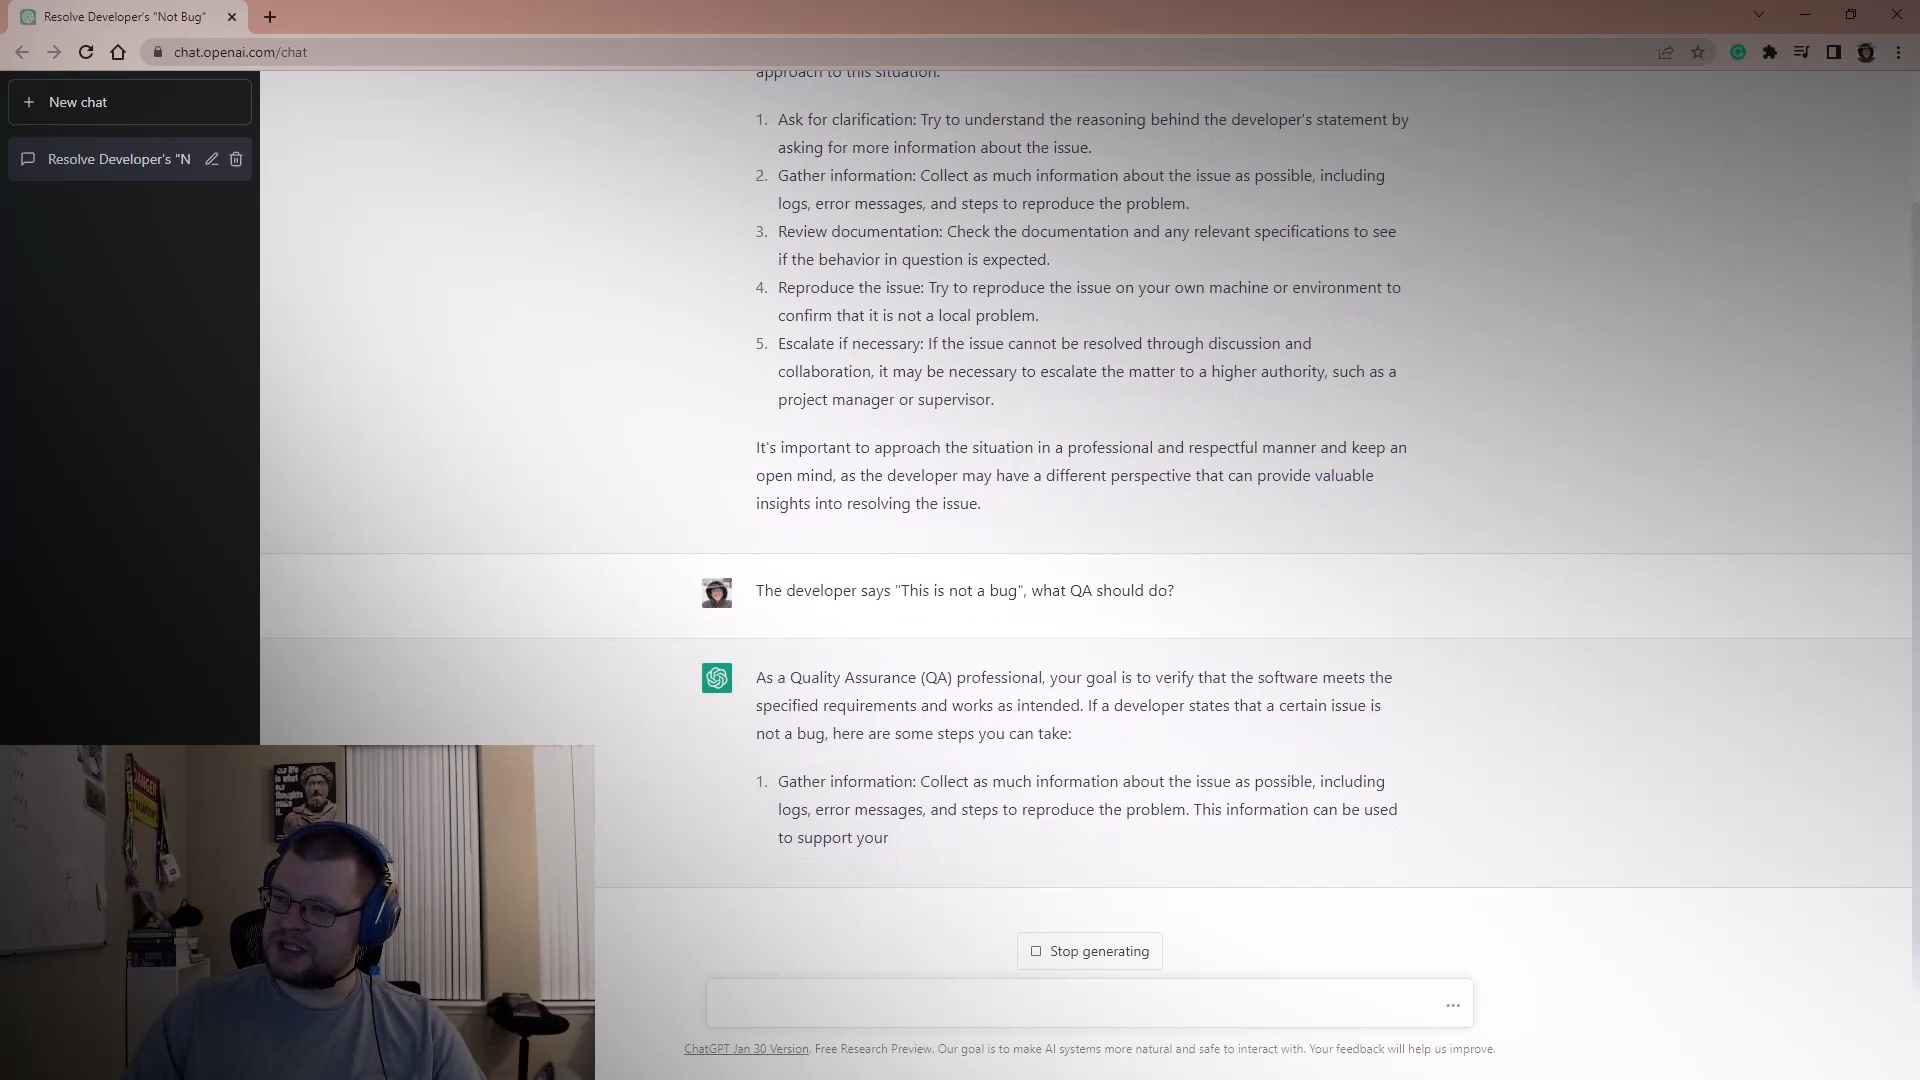 Resolve Developer's "Not Bug"
chat.openai.com/chat
New chat
Resolve Developer's "N
approach to this situation.
1. Ask for clarification: Try to understand the reasoning behind the developer's statement by
asking for more information about the issue.
2. Gather information: Collect as much information about the issue as possible, including
logs, error messages, and steps to reproduce the problem.
3. Review documentation: Check the documentation and any relevant specifications to see
if the behavior in question is expected.
4. Reproduce the issue: Try to reproduce the issue on your own machine or environment to
confirm that it is not a local problem.
5. Escalate if necessary: If the issue cannot be resolved through discussion and
collaboration, it may be necessary to escalate the matter to a higher authority, such as a
project manager or supervisor.
It's important to approach the situation in a professional and respectful manner and keep an
open mind, as the developer may have a different perspective that can provide valuable
insights into resolving the issue.
The developer says "This is not a bug", what QA should do?
As a Quality Assurance (QA) professional, your goal is to verify that the software meets the
specified requirements and works as intended. If a developer states that a certain issue is
not a bug, here are some steps you can take:
1. Gather information: Collect as much information about the issue as possible, including
logs, error messages, and steps to reproduce the problem. This information can be used
to support your
Stop generating
ChatGPT Jan 30 Version. Free Research Preview. Our goal is to make AI systems more natural and safe to interact with. Your feedback will help us improve.
DANGER
our life
is what
our
thoughts
make
it.